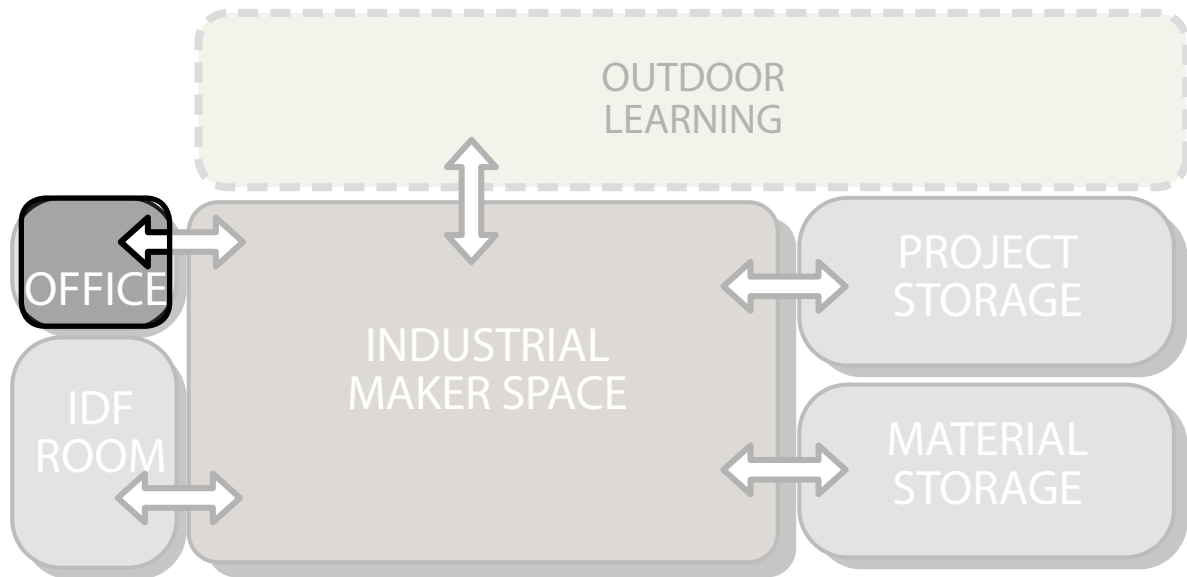 OUTDOOR
LEARNING
OFFICE
PROJECT
STORAGE
INDUSTRIAL
MAKER SPACE
IDF
ROOM
MATERIAL
STORAGE